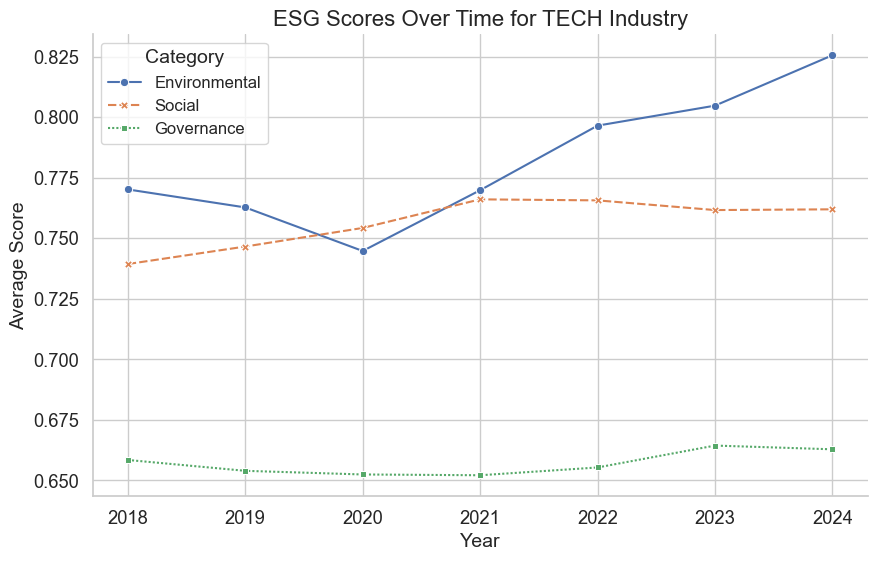 ESG Scores Over Time for TECH Industry
Category
Environmental
Social
Governance
Average Score
0.825
0.800
0.775
0.750
0.725
0.700
0.675
0.650
2018 2019 2020 2021 2022 2023 2024
Year